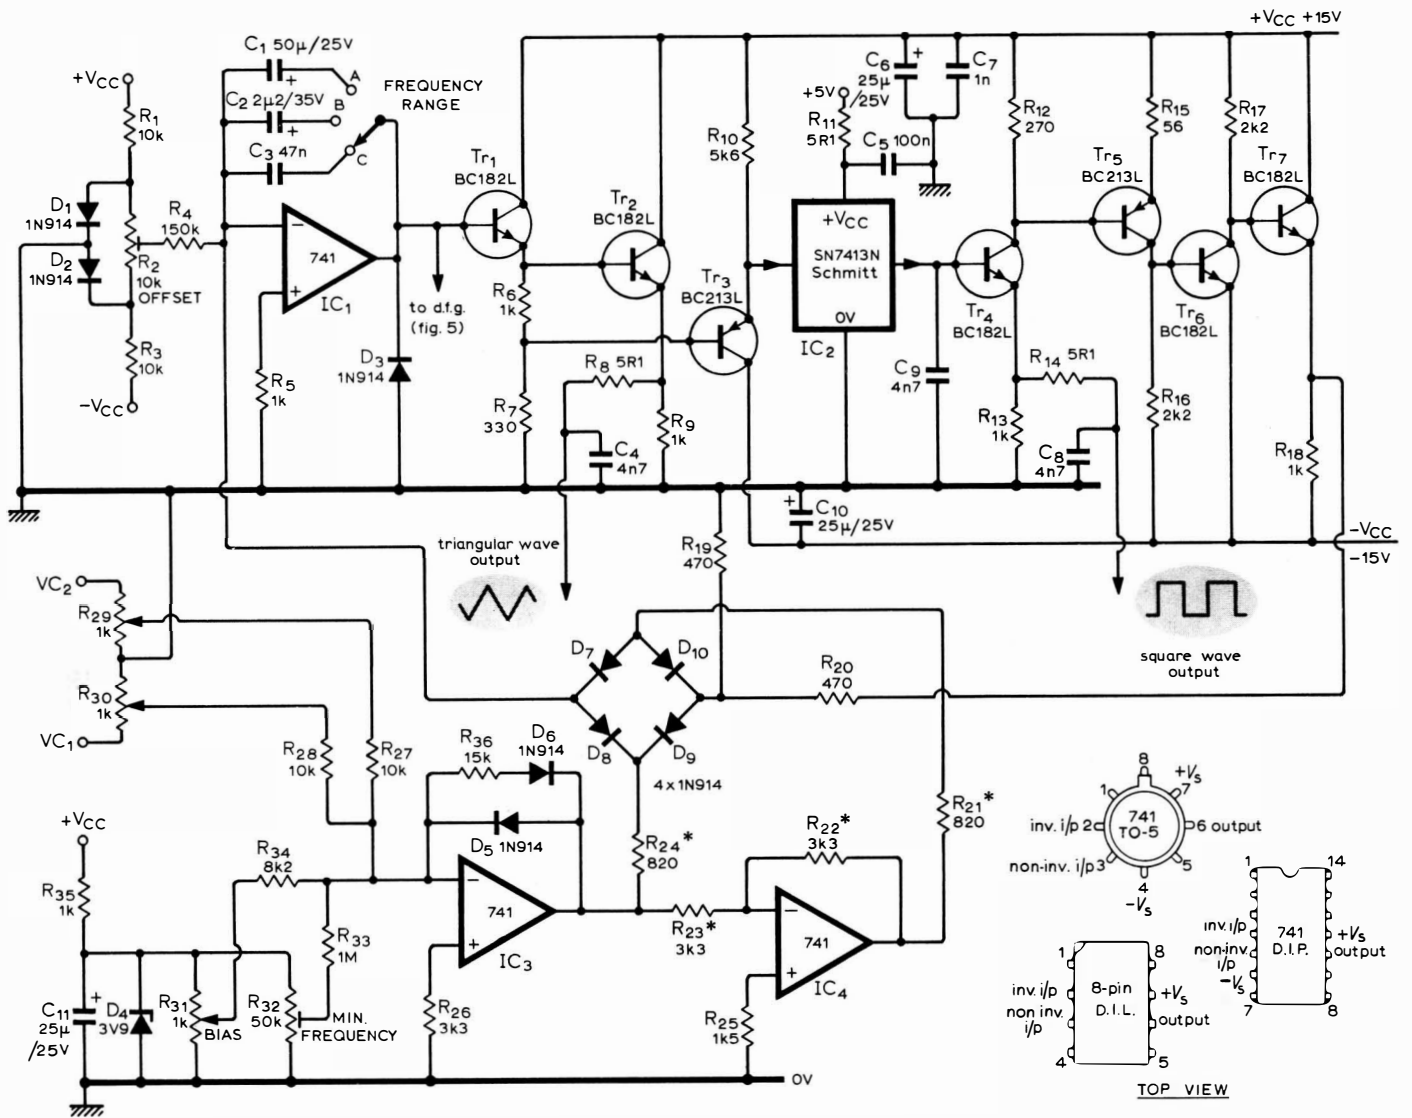 +VCC +15V
C1 50μ/25V
A
+VCC
FREQUENCY
RANGE
C2 2μ2/35V
B
C3 47n
C
R1
10k
D1
1N914
D2
1N914
R4
150k
R2
10k
OFFSET
R3
10k
−VCC
−
741
+
IC1
R5
1k
D3
1N914
to d.f.g.
(fig. 5)
Tr1
BC182L
Tr2
BC182L
R6
1k
R7
330
R8 5R1
C4
4n7
R9
1k
Tr3
BC213L
R10
5k6
+5V
R11
5R1
C5 100n
C6
25μ
/25V
+
C7
1n
+VCC
SN7413N
Schmitt
0V
IC2
C9
4n7
R12
270
Tr4
BC182L
R13
1k
R14 5R1
C8
4n7
R15
56
Tr5
BC213L
R16
2k2
Tr6
BC182L
R17
2k2
Tr7
BC182L
R18
1k
+
C10
25μ/25V
−VCC
−15V
triangular wave
output
R19
470
square wave
output
VC2
R29
1k
R30
1k
VC1
R28
10k
R27
10k
D7
D10
D8
D9
4 x 1N914
R20
470
R36
15k
D6
1N914
D5 1N914
R24*
820
R22*
3k3
R21*
820
+VCC
R35
1k
R34
8k2
R33
1M
−
741
+
IC3
R23*
3k3
−
741
+
IC4
+
C11
25μ
/25V
D4
3V9
R31
1k
BIAS
R32
50k
MIN.
FREQUENCY
R26
3k3
R25
1k5
0V
8
+Vs
1
7
inv. i/p 2
741
TO-5
6 output
non-inv. i/p 3
5
4
−Vs
1
14
inv. i/p
non-inv.
i/p
−Vs
741
D.I.P.
+Vs
output
7
8
1
8
inv. i/p
non inv.
i/p
8-pin
D.I.L.
+Vs
output
4
5
TOP VIEW